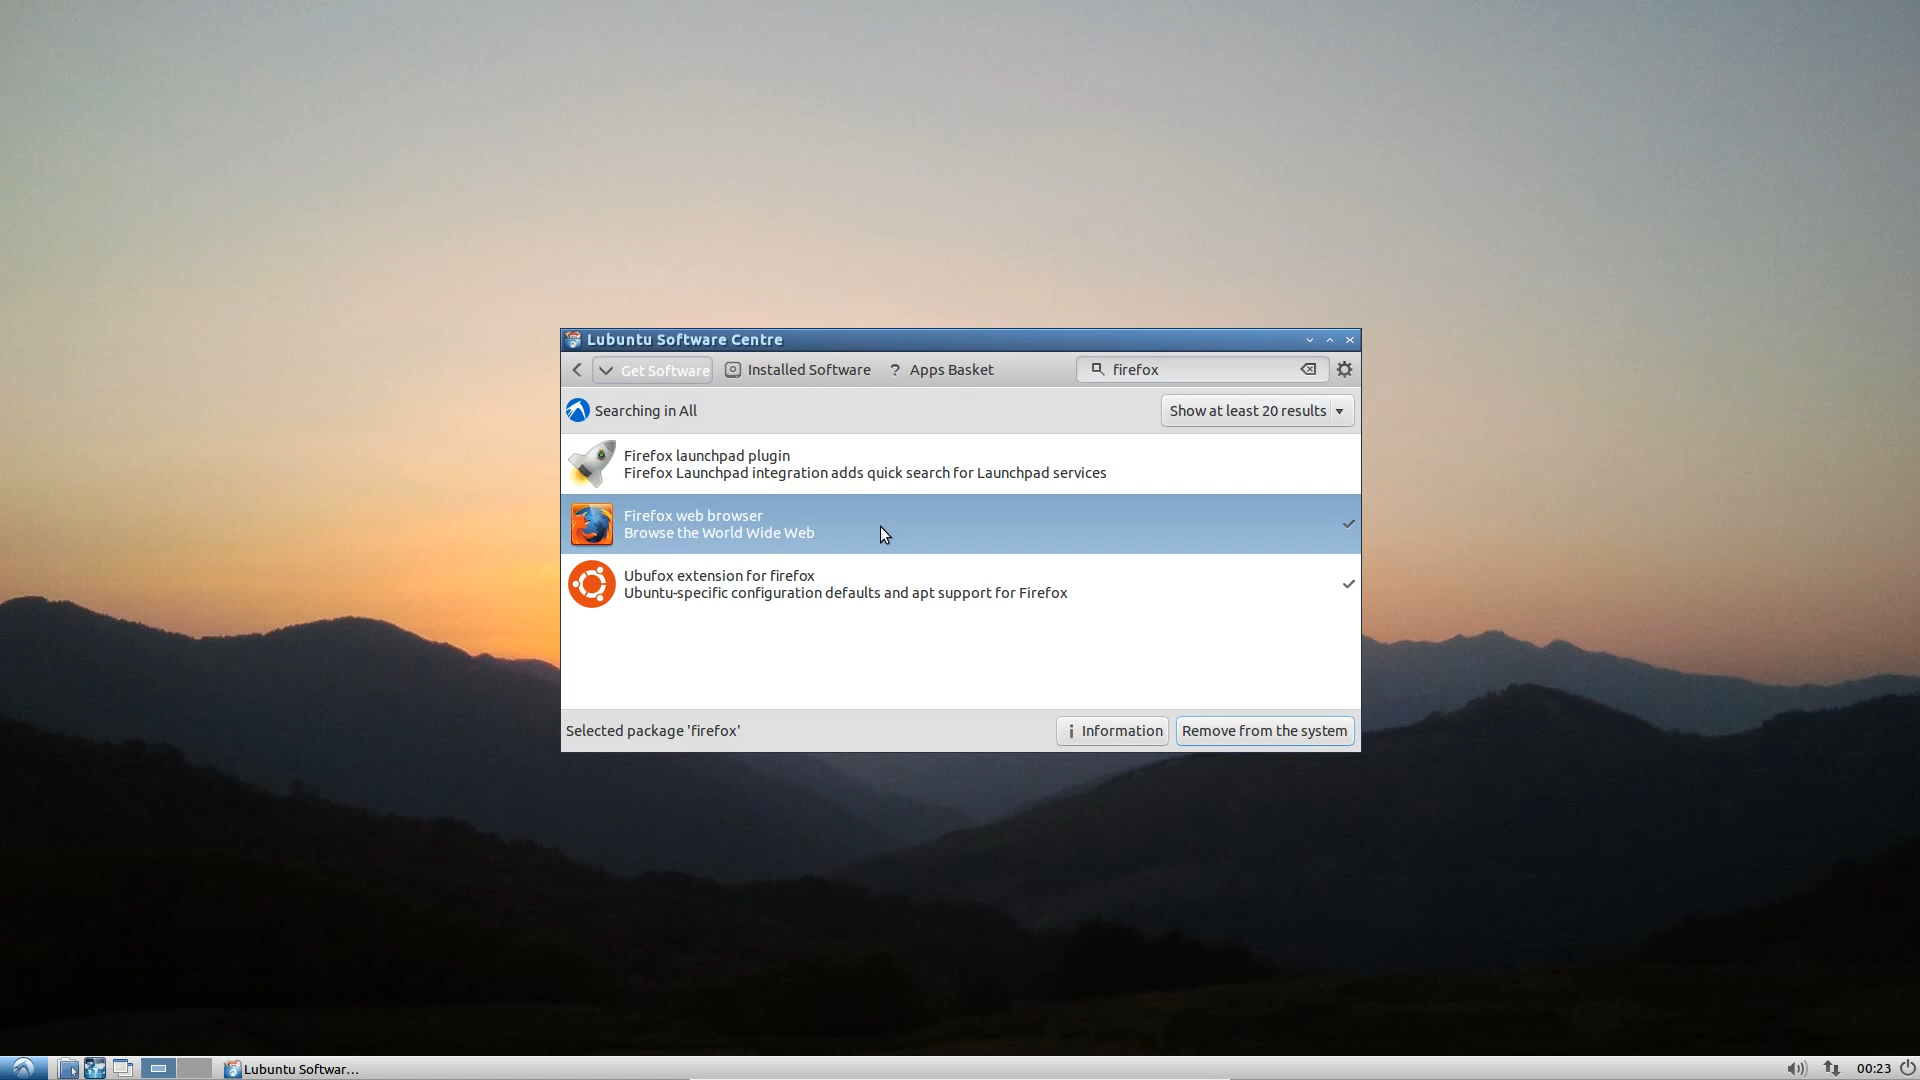 Lubuntu Software Centre
Get Software
Installed Software
? Apps Basket
firefox
Searching in All
Show at least 20 results
Firefox launchpad plugin
Firefox Launchpad integration adds quick search for Launchpad services
Firefox web browser
Browse the World Wide Web
Ubufox extension for firefox
Ubuntu-specific configuration defaults and apt support for Firefox
Selected package 'firefox'
Information
Remove from the system
Lubuntu Softwar...
00:23